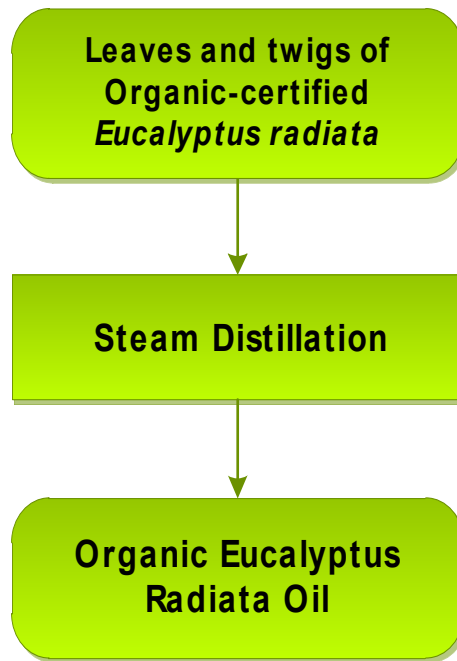 Leaves and twigs of
Organic-certified
Eucalyptus radiata
Steam Distillation
Organic Eucalyptus
Radiata Oil